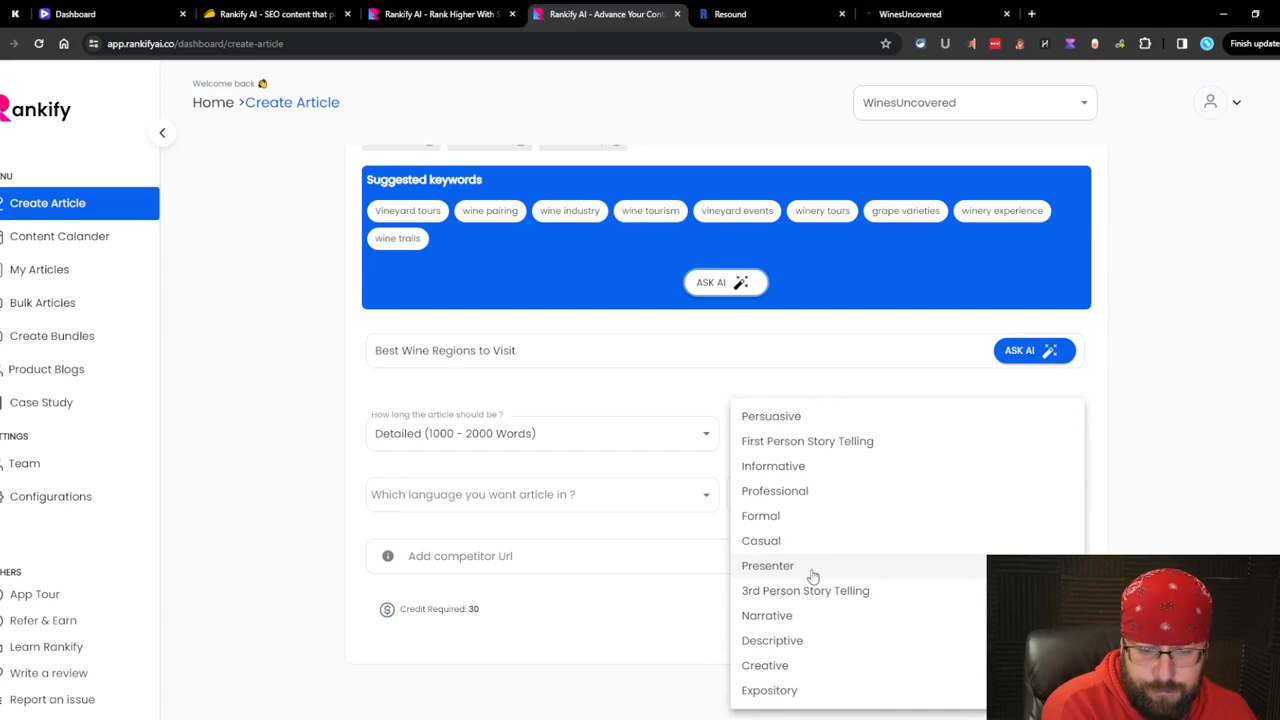 Dashboard
Rankify AI - SEO content that p
Rankify AI - Rank Higher With S
Rankify AI - Advance Your Cont
Resound
WinesUncovered
app.rankifyai.co/dashboard/create-article
Finish update
Welcome back
Home >Create Article
WinesUncovered
ankify
NU
Create Article
Content Calander
My Articles
Bulk Articles
Create Bundles
Product Blogs
Case Study
TTINGS
Team
Configurations
HERS
App Tour
Refer & Earn
Learn Rankify
Write a review
Report an issue
Suggested keywords
Vineyard tours
wine pairing
wine industry
wine tourism
vineyard events
winery tours
grape varieties
winery experience
wine trails
ASK AI
Best Wine Regions to Visit
ASK AI
How long the article should be ?
Detailed (1000 - 2000 Words)
Which language you want article in ?
Add competitor Url
Credit Required: 30
Persuasive
First Person Story Telling
Informative
Professional
Formal
Casual
Presenter
3rd Person Story Telling
Narrative
Descriptive
Creative
Expository